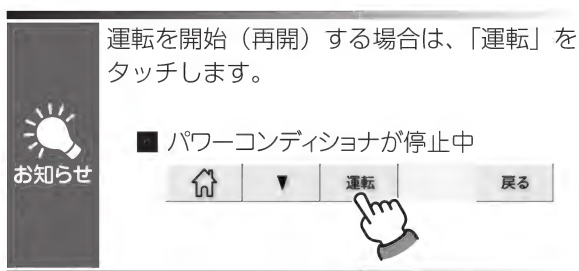 運転を開始（再開）する場合は、「運転」を
タッチします。
お知らせ
■ パワーコンディショナが停止中
▼ 運転 戻る